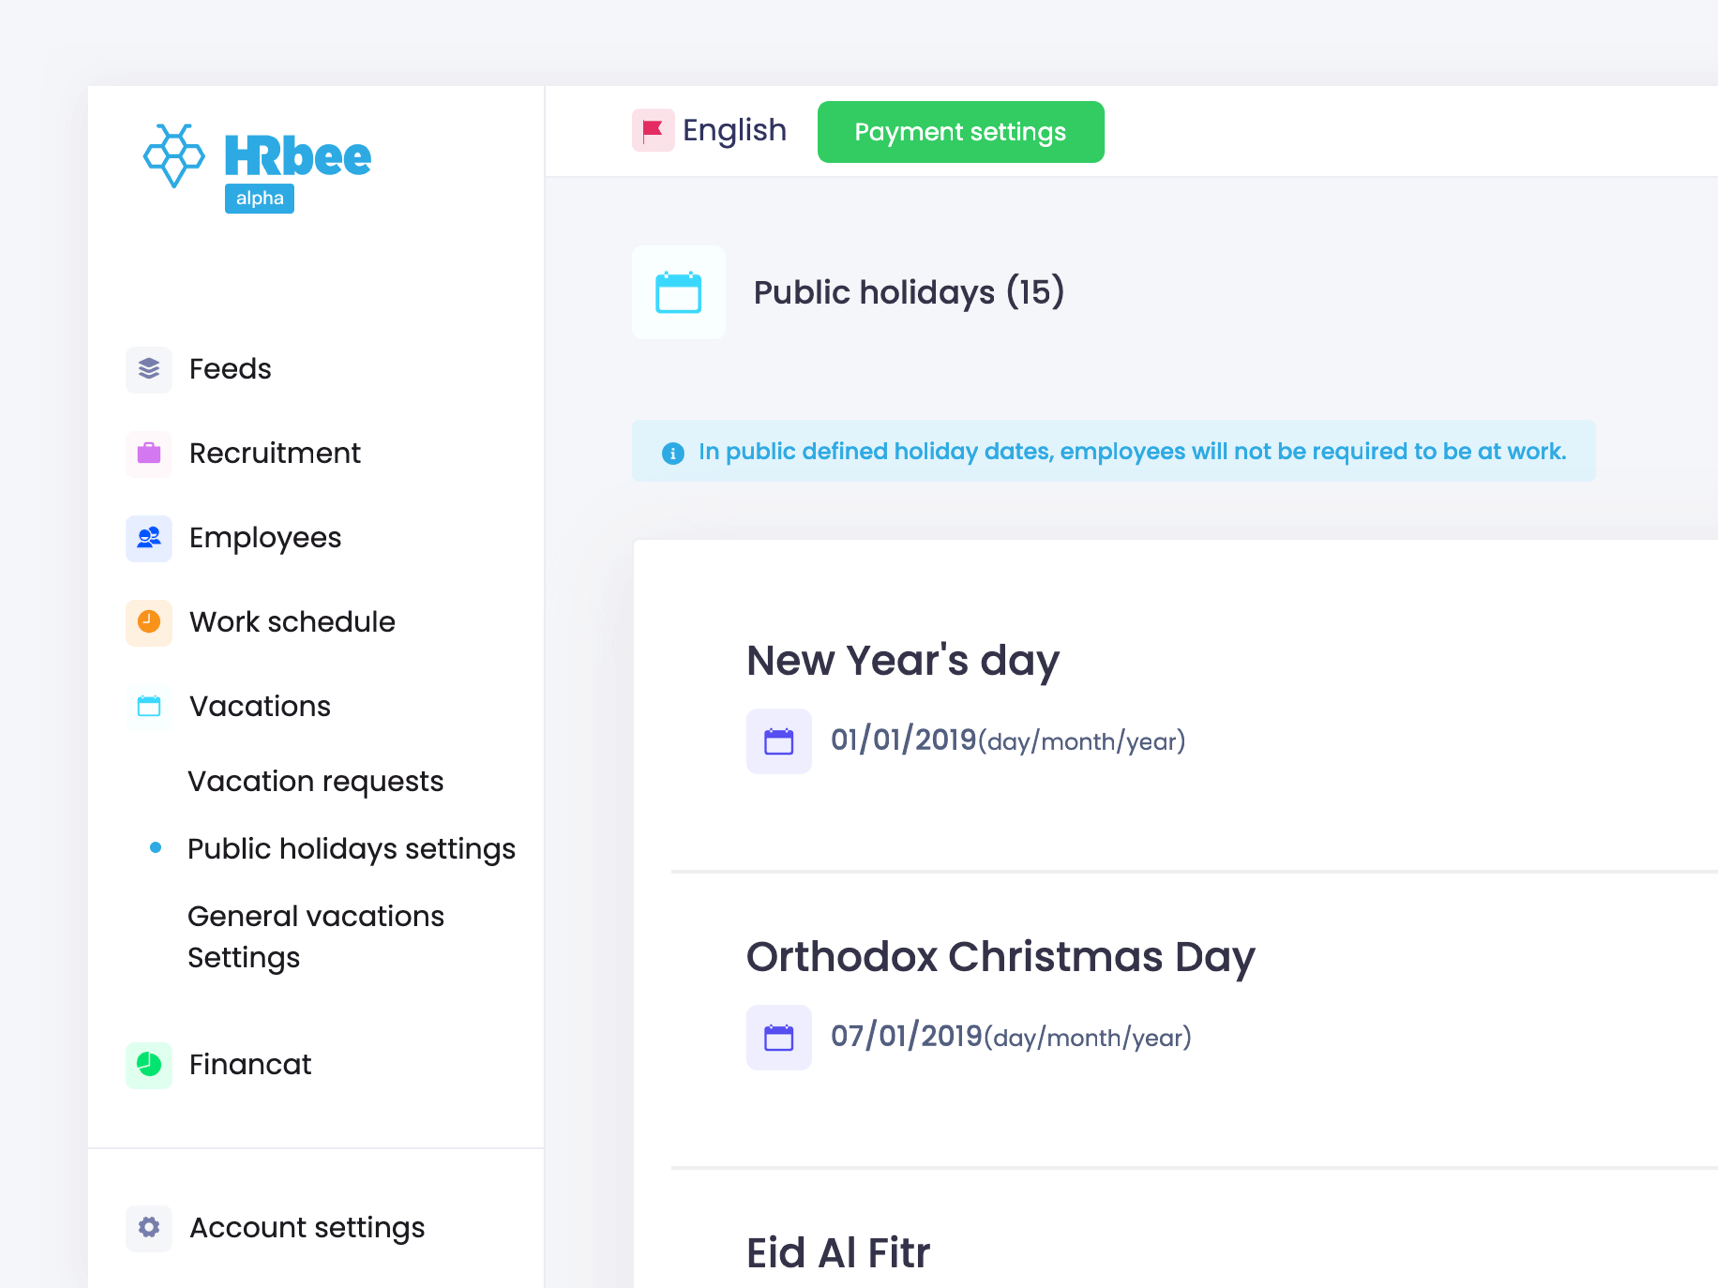 HRbee
alpha
Feeds
Recruitment
Employees
Work schedule
Vacations
Vacation requests
Public holidays settings
General vacations
Settings
Financat
Account settings
English
Payment settings
Public holidays (15)
In public defined holiday dates, employees will not be required to be at work.
New Year's day
01/01/2019(day/month/year)
Orthodox Christmas Day
07/01/2019(day/month/year)
Eid Al Fitr